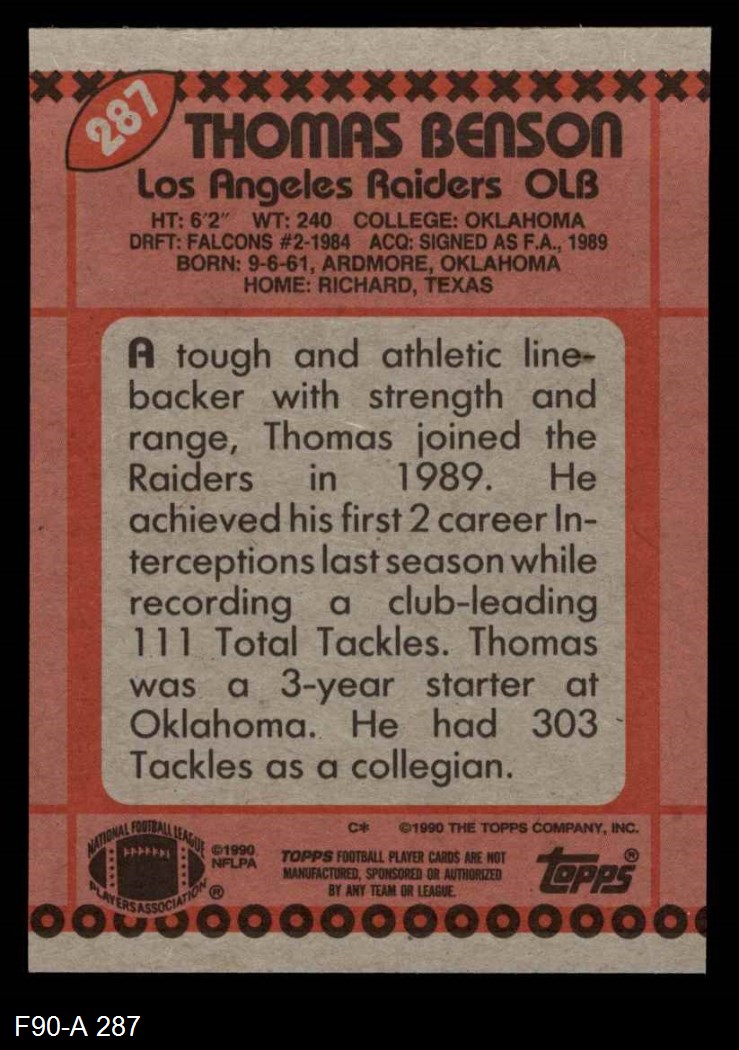 287
THOMAS BENSON
Los Angeles Raiders OLB
HT: 6'2" WT: 240 COLLEGE: OKLAHOMA
DRFT: FALCONS #2-1984 ACQ: SIGNED AS F.A., 1989
BORN: 9-6-61, ARDMORE, OKLAHOMA
HOME: RICHARD, TEXAS
A tough and athletic line-
backer with strength and
range, Thomas joined the
Raiders in 1989. He
achieved his first 2 career In-
terceptions last season while
recording a club-leading
111 Total Tackles. Thomas
was a 3-year starter at
Oklahoma. He had 303
Tackles as a collegian.
C* ©1990 THE TOPPS COMPANY, INC.
NATIONAL FOOTBALL LEAGUE
PLAYERS ASSOCIATION ®
©1990
NFLPA
TOPPS FOOTBALL PLAYER CARDS ARE NOT
MANUFACTURED, SPONSORED OR AUTHORIZED
BY ANY TEAM OR LEAGUE.
topps®
F90-A 287